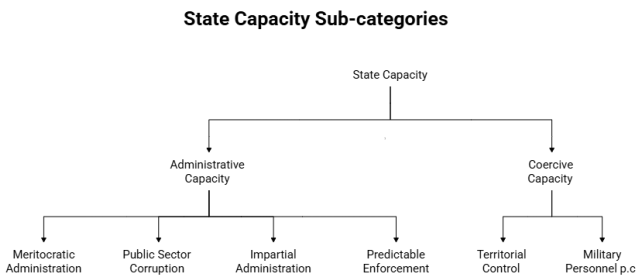 State Capacity Sub-categories
State Capacity
Administrative
Capacity
Coercive
Capacity
Meritocratic
Administration
Public Sector
Corruption
Impartial
Administration
Predictable
Enforcement
Territorial
Control
Military
Personnel p.c